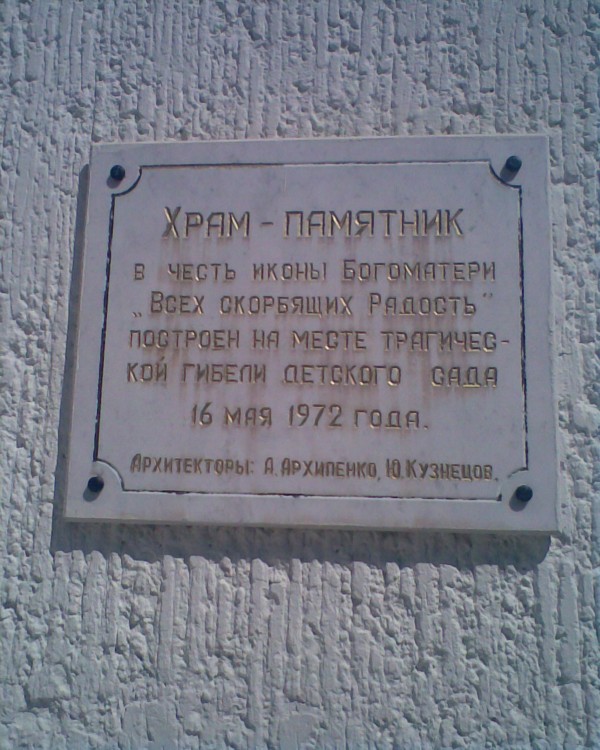 Храм - памятник
в честь иконы Богоматери
„Всех скорбящих Радость"
построен на месте трагичес-
кой гибели детского сада
16 мая 1972 года.
Архитекторы: А. Архипенко, Ю. Кузнецов.